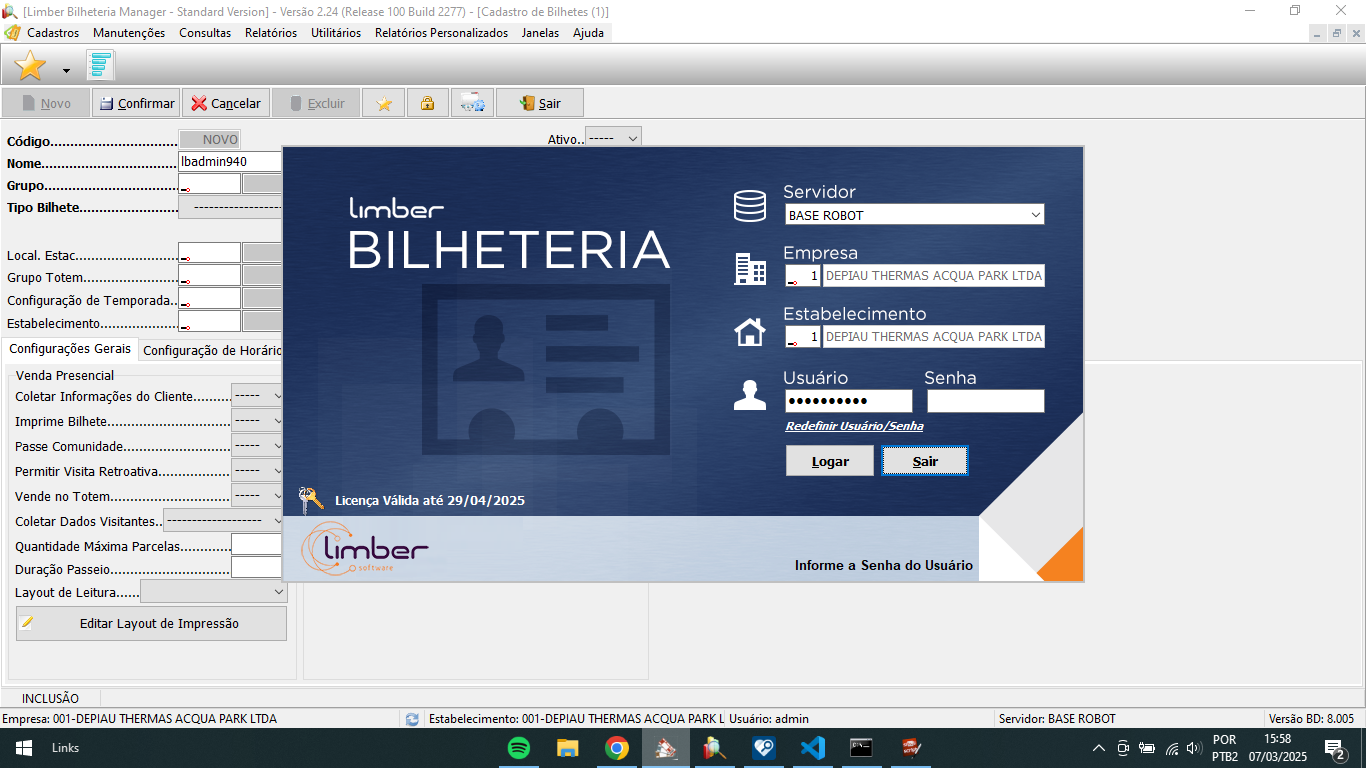 [Limber Bilheteria Manager - Standard Version] - Versão 2.24 (Release 100 Build 2277) - [Cadastro de Bilhetes (1)]
Cadastros Manutenções Consultas Relatórios Utilitários Relatórios Personalizados Janelas Ajuda
Novo Confirmar Cancelar Excluir Sair
Código............................... NOVO Ativo.. -----
Nome................................. lbadmin940
Grupo.................................
Tipo Bilhete......................... ------------------
Local. Estac..........................
Grupo Totem........................
Configuração de Temporada..
Estabelecimento...................
Configurações Gerais Configuração de Horário
Venda Presencial
Coletar Informações do Cliente......... -----
Imprime Bilhete........................... -----
Passe Comunidade........................... -----
Permitir Visita Retroativa.................. -----
Vende no Totem.............................. -----
Coletar Dados Visitantes.. -------------------
Quantidade Máxima Parcelas............
Duração Passeio..............................
Layout de Leitura......
Editar Layout de Impressão
limber
BILHETERIA
Servidor
BASE ROBOT
Empresa
1 DEPIAU THERMAS ACQUA PARK LTDA
Estabelecimento
1 DEPIAU THERMAS ACQUA PARK LTDA
Usuário Senha
●●●●●●●●●●
Redefinir Usuário/Senha
Logar Sair
Licença Válida até 29/04/2025
limber
software
Informe a Senha do Usuário
INCLUSÃO
Empresa: 001-DEPIAU THERMAS ACQUA PARK LTDA Estabelecimento: 001-DEPIAU THERMAS ACQUA PARK L Usuário: admin Servidor: BASE ROBOT Versão BD: 8.005
Links
POR
PTB2
15:58
07/03/2025
2